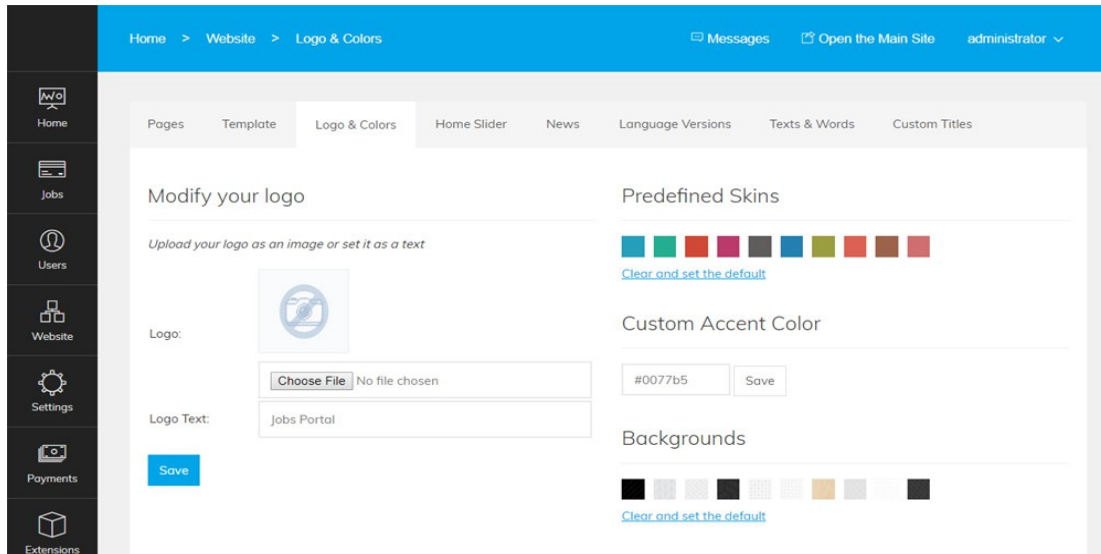 Home > Website > Logo & Colors
Messages
Open the Main Site
administrator
Home
Jobs
Users
Website
Settings
Payments
Extensions
Pages
Template
Logo & Colors
Home Slider
News
Language Versions
Texts & Words
Custom Titles
Modify your logo
Upload your logo as an image or set it as a text
Logo:
Choose File No file chosen
Logo Text:
Jobs Portal
Save
Predefined Skins
Clear and set the default
Custom Accent Color
#0077b5
Save
Backgrounds
Clear and set the default